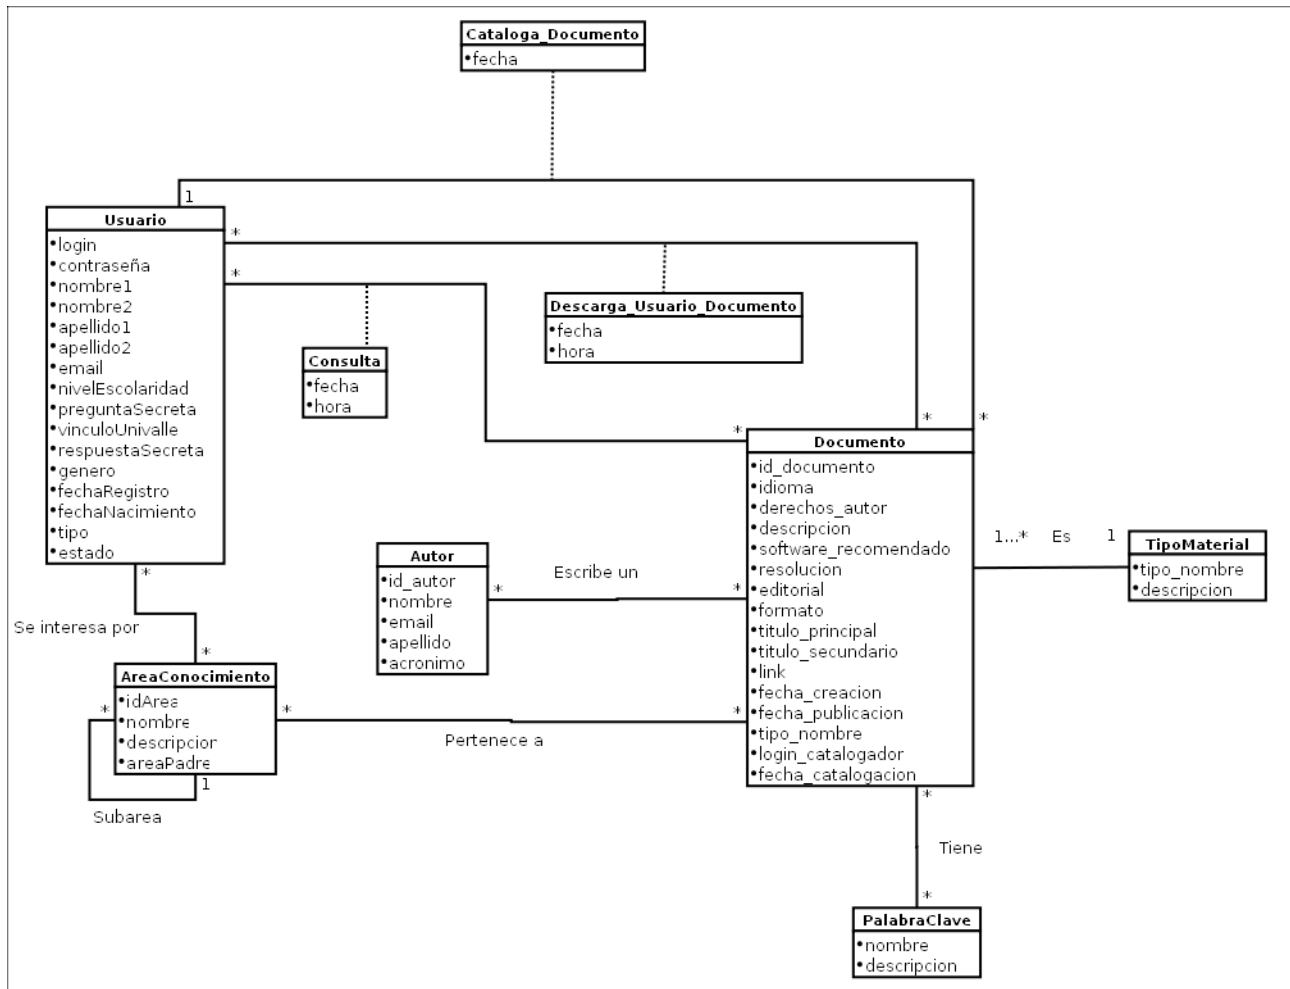 Cataloga_Documento
•fecha
1
Usuario
•login
•contraseña
•nombre1
•nombre2
•apellido1
•apellido2
•email
•nivelEscolaridad
•preguntaSecreta
•vinculoUnivalle
•respuestaSecreta
•genero
•fechaRegistro
•fechaNacimiento
•tipo
•estado
*
*
Descarga_Usuario_Documento
•fecha
•hora
Consulta
•fecha
•hora
*
*
*
Documento
•id_documento
•idioma
•derechos_autor
•descripcion
•software_recomendado
•resolucion
•editorial
•formato
•titulo_principal
•titulo_secundario
•link
•fecha_creacion
•fecha_publicacion
•tipo_nombre
•login_catalogador
•fecha_catalogacion
1...* Es 1
TipoMaterial
•tipo_nombre
•descripcion
Autor
•id_autor
•nombre
•email
•apellido
•acronimo
* Escribe un *
*
Se interesa por
*
AreaConocimiento
•idArea
•nombre
•descripcion
•areaPadre
*
1
Subarea
* *
Pertenece a
*
Tiene
*
PalabraClave
•nombre
•descripcion